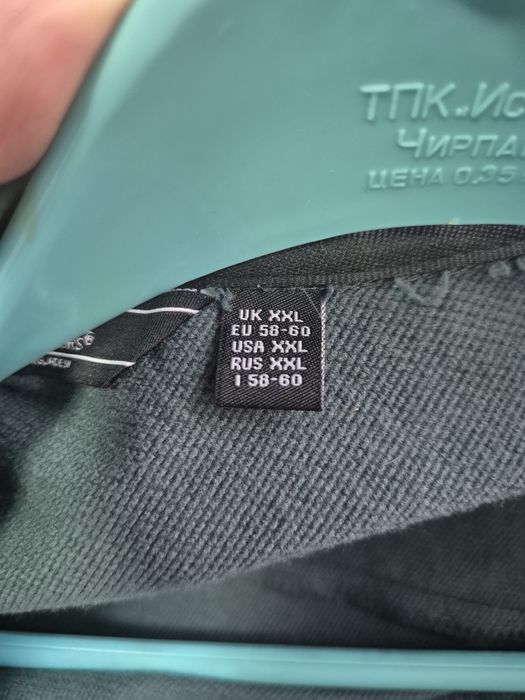 ТПК.Ис
ЧИРПА
ЦЕНА 0.35
UK XXL
EU 58-60
USA XXL
RUS XXL
I 58-60